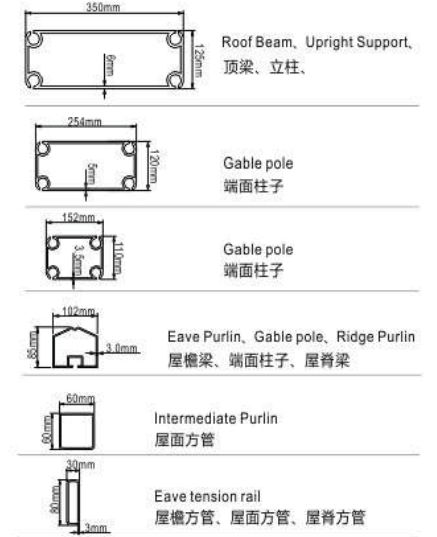 350mm
125mm
6mm
Roof Beam、Upright Support、
顶梁、立柱、
254mm
120mm
5mm
Gable pole
端面柱子
152mm
110mm
3.5mm
Gable pole
端面柱子
102mm
85mm
3.0mm
Eave Purlin、Gable pole、Ridge Purlin
屋檐梁、端面柱子、屋脊梁
60mm
60mm
Intermediate Purlin
屋面方管
30mm
80mm
3mm
Eave tension rail
屋檐方管、屋面方管、屋脊方管